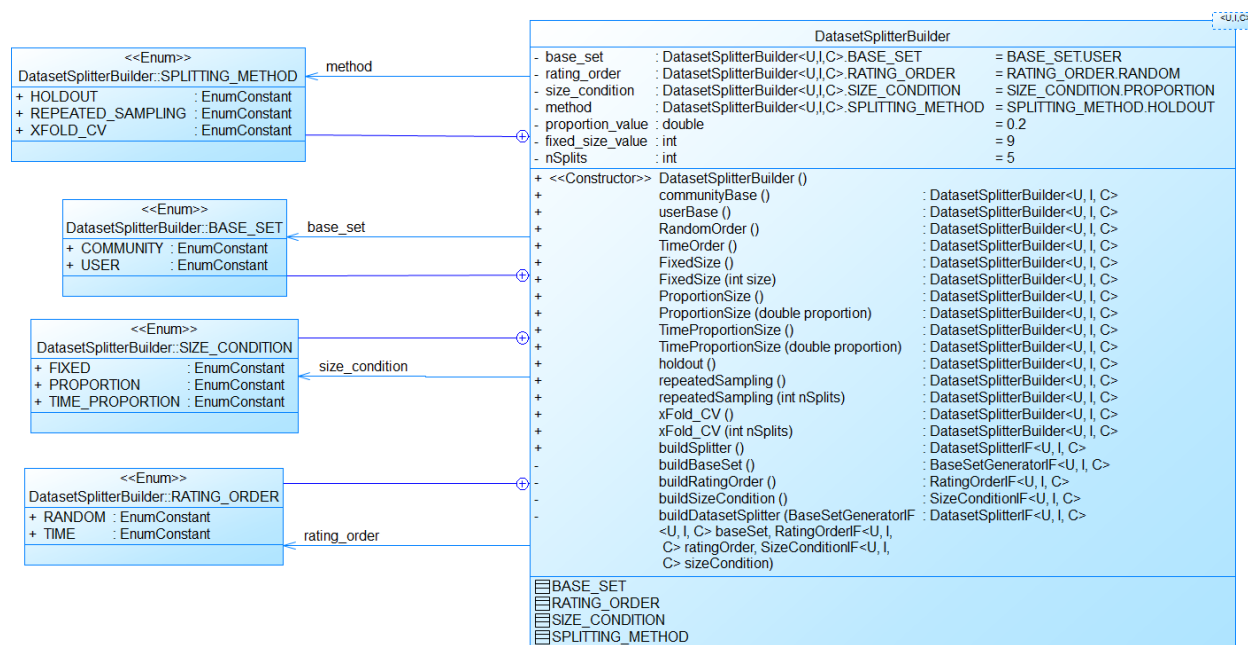 <U,I,C>
<<Enum>>
DatasetSplitterBuilder::SPLITTING_METHOD
+ HOLDOUT : EnumConstant
+ REPEATED_SAMPLING : EnumConstant
+ XFOLD_CV : EnumConstant
method
<<Enum>>
DatasetSplitterBuilder::BASE_SET
+ COMMUNITY : EnumConstant
+ USER : EnumConstant
base_set
<<Enum>>
DatasetSplitterBuilder::SIZE_CONDITION
+ FIXED : EnumConstant
+ PROPORTION : EnumConstant
+ TIME_PROPORTION : EnumConstant
size_condition
<<Enum>>
DatasetSplitterBuilder::RATING_ORDER
+ RANDOM : EnumConstant
+ TIME : EnumConstant
rating_order
DatasetSplitterBuilder
- base_set : DatasetSplitterBuilder<U,I,C>.BASE_SET = BASE_SET.USER
- rating_order : DatasetSplitterBuilder<U,I,C>.RATING_ORDER = RATING_ORDER.RANDOM
- size_condition : DatasetSplitterBuilder<U,I,C>.SIZE_CONDITION = SIZE_CONDITION.PROPORTION
- method : DatasetSplitterBuilder<U,I,C>.SPLITTING_METHOD = SPLITTING_METHOD.HOLDOUT
- proportion_value : double = 0.2
- fixed_size_value : int = 9
- nSplits : int = 5
+ <<Constructor>> DatasetSplitterBuilder ()
+ communityBase () : DatasetSplitterBuilder<U, I, C>
+ userBase () : DatasetSplitterBuilder<U, I, C>
+ RandomOrder () : DatasetSplitterBuilder<U, I, C>
+ TimeOrder () : DatasetSplitterBuilder<U, I, C>
+ FixedSize () : DatasetSplitterBuilder<U, I, C>
+ FixedSize (int size) : DatasetSplitterBuilder<U, I, C>
+ ProportionSize () : DatasetSplitterBuilder<U, I, C>
+ ProportionSize (double proportion) : DatasetSplitterBuilder<U, I, C>
+ TimeProportionSize () : DatasetSplitterBuilder<U, I, C>
+ TimeProportionSize (double proportion) : DatasetSplitterBuilder<U, I, C>
+ holdout () : DatasetSplitterBuilder<U, I, C>
+ repeatedSampling () : DatasetSplitterBuilder<U, I, C>
+ repeatedSampling (int nSplits) : DatasetSplitterBuilder<U, I, C>
+ xFold_CV () : DatasetSplitterBuilder<U, I, C>
+ xFold_CV (int nSplits) : DatasetSplitterBuilder<U, I, C>
+ buildSplitter () : DatasetSplitterIF<U, I, C>
- buildBaseSet () : BaseSetGeneratorIF<U, I, C>
- buildRatingOrder () : RatingOrderIF<U, I, C>
- buildSizeCondition () : SizeConditionIF<U, I, C>
- buildDatasetSplitter (BaseSetGeneratorIF : DatasetSplitterIF<U, I, C>
<U, I, C> baseSet, RatingOrderIF<U, I,
C> ratingOrder, SizeConditionIF<U, I,
C> sizeCondition)
BASE_SET
RATING_ORDER
SIZE_CONDITION
SPLITTING_METHOD